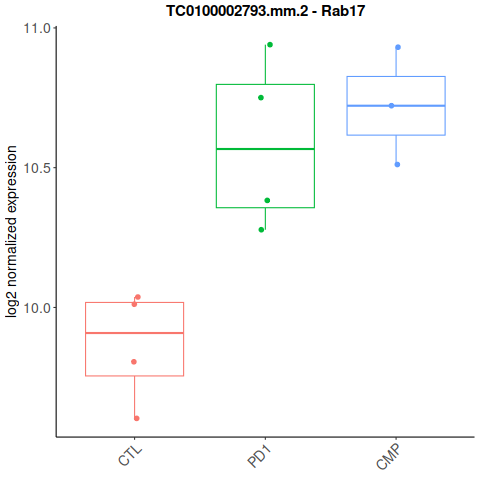 TC0100002793.mm.2 - Rab17
log2 normalized expression
11.0
10.5
10.0
CTL
PD1
CMP